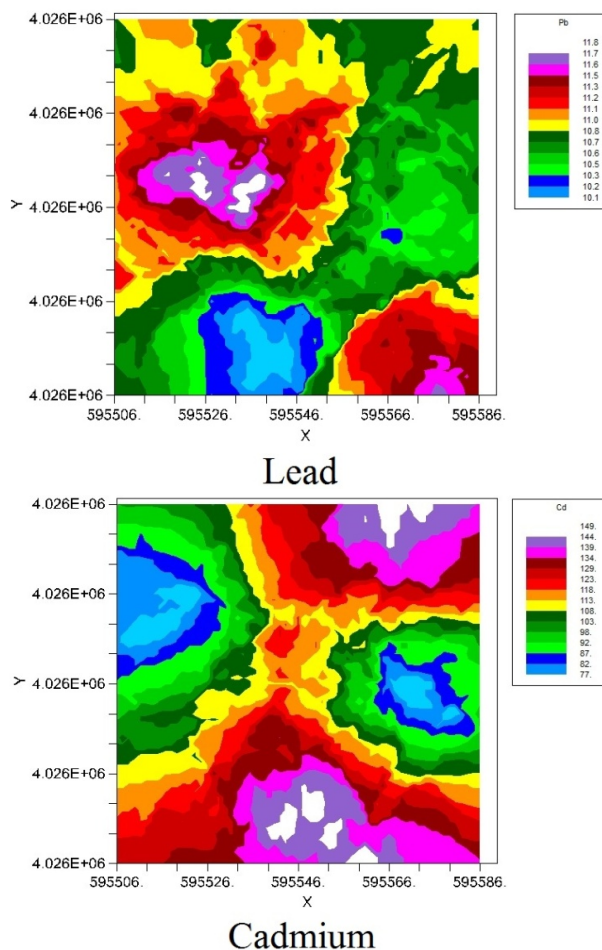 Pb
4.026E+06
11.8
11.7
11.6
11.5
11.3
11.2
11.1
11.0
10.8
10.7
10.6
10.5
10.3
10.2
10.1
4.026E+06
Y
4.026E+06
4.026E+06
4.026E+06
595506. 595526. 595546. 595566. 595586.
X
Lead
Cd
4.026E+06
149.
144.
139.
134.
129.
123.
118.
113.
108.
103.
98.
92.
87.
82.
77.
4.026E+06
Y
4.026E+06
4.026E+06
4.026E+06
595506. 595526. 595546. 595566. 595586.
X
Cadmium